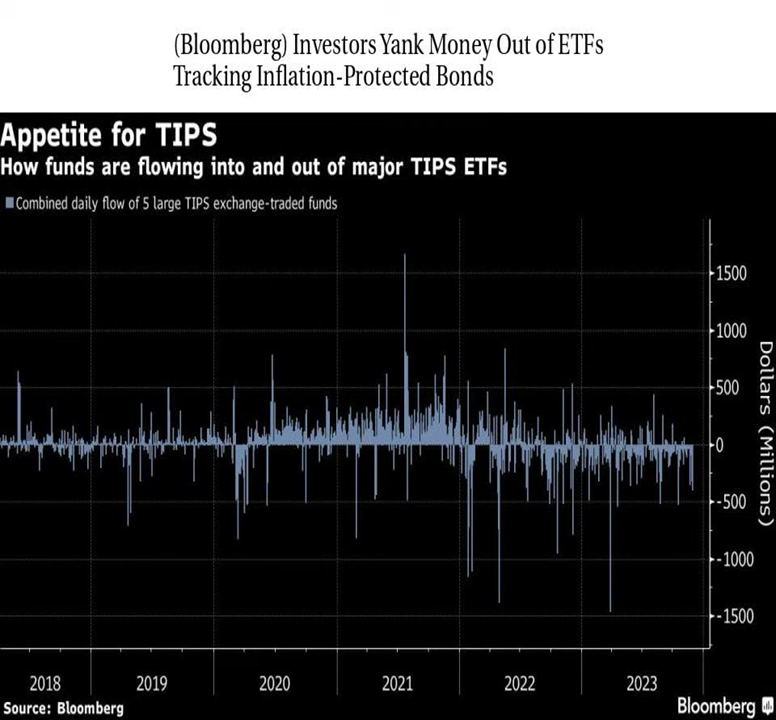 (Bloomberg) Investors Yank Money Out of ETFs
Tracking Inflation-Protected Bonds
Appetite for TIPS
How funds are flowing into and out of major TIPS ETFs
Combined daily flow of 5 large TIPS exchange-traded funds
1500
1000
500
0
-500
-1000
-1500
Dollars (Millions)
2018 2019 2020 2021 2022 2023
Source: Bloomberg
Bloomberg